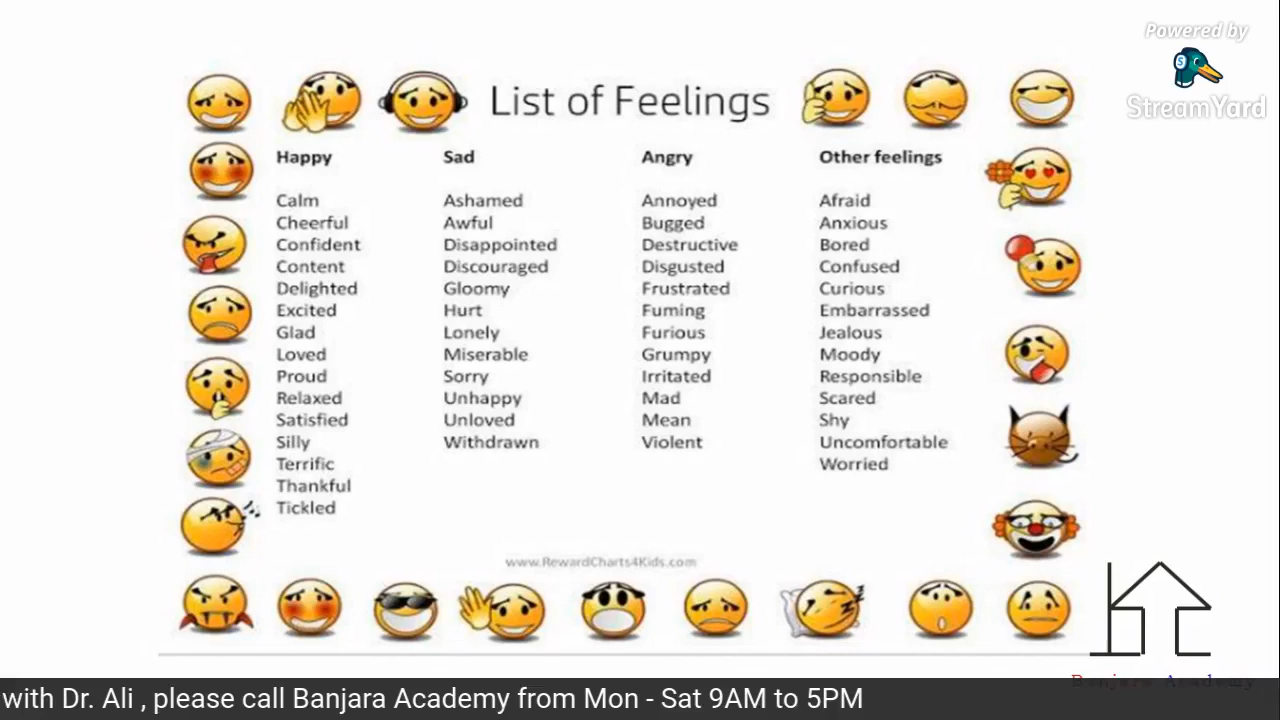 Powered by
StreamYard
List of Feelings
Happy Sad Angry Other feelings
Calm Ashamed Annoyed Afraid
Cheerful Awful Bugged Anxious
Confident Disappointed Destructive Bored
Content Discouraged Disgusted Confused
Delighted Gloomy Frustrated Curious
Excited Hurt Fuming Embarrassed
Glad Lonely Furious Jealous
Loved Miserable Grumpy Moody
Proud Sorry Irritated Responsible
Relaxed Unhappy Mad Scared
Satisfied Unloved Mean Shy
Silly Withdrawn Violent Uncomfortable
Terrific Worried
Thankful
Tickled
www.RewardCharts4Kids.com
Banjara Academy
with Dr. Ali , please call Banjara Academy from Mon - Sat 9AM to 5PM